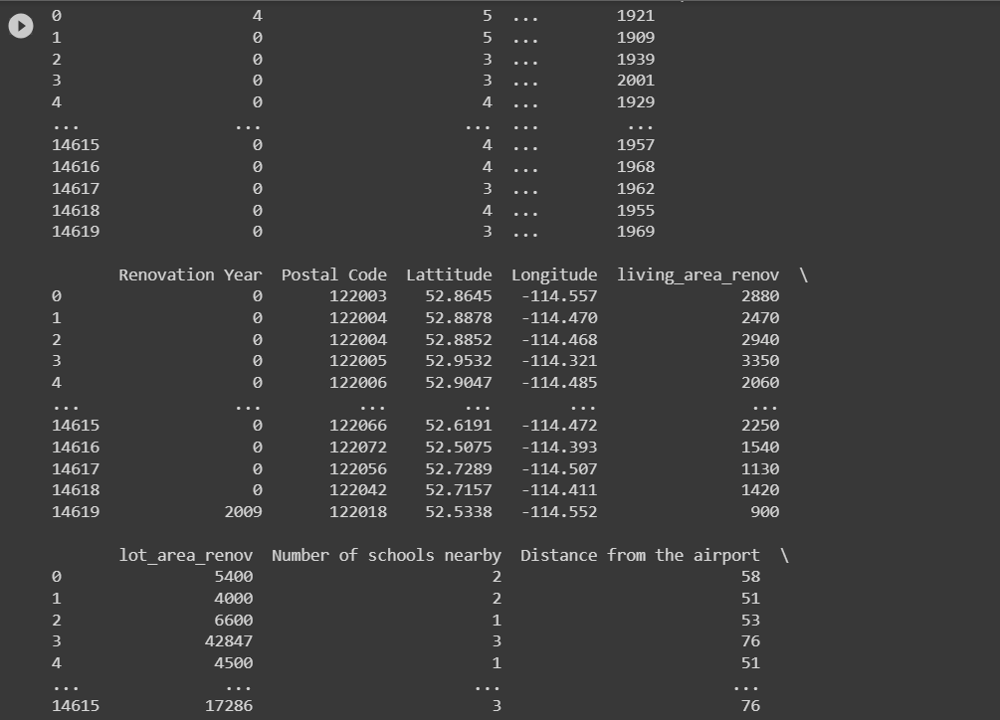 0                    4                       5  ...        1921
1                    0                       5  ...        1909
2                    0                       3  ...        1939
3                    0                       3  ...        2001
4                    0                       4  ...        1929
...                ...                     ...  ...         ...
14615                0                       4  ...        1957
14616                0                       4  ...        1968
14617                0                       3  ...        1962
14618                0                       4  ...        1955
14619                0                       3  ...        1969
       Renovation Year  Postal Code  Lattitude  Longitude  living_area_renov  \
0                    0       122003    52.8645   -114.557               2880
1                    0       122004    52.8878   -114.470               2470
2                    0       122004    52.8852   -114.468               2940
3                    0       122005    52.9532   -114.321               3350
4                    0       122006    52.9047   -114.485               2060
...                ...          ...        ...        ...                ...
14615                0       122066    52.6191   -114.472               2250
14616                0       122072    52.5075   -114.393               1540
14617                0       122056    52.7289   -114.507               1130
14618                0       122042    52.7157   -114.411               1420
14619             2009       122018    52.5338   -114.552                900
       lot_area_renov  Number of schools nearby  Distance from the airport  \
0                5400                         2                         58
1                4000                         2                         51
2                6600                         1                         53
3               42847                         3                         76
4                4500                         1                         51
...               ...                       ...                        ...
14615           17286                         3                         76